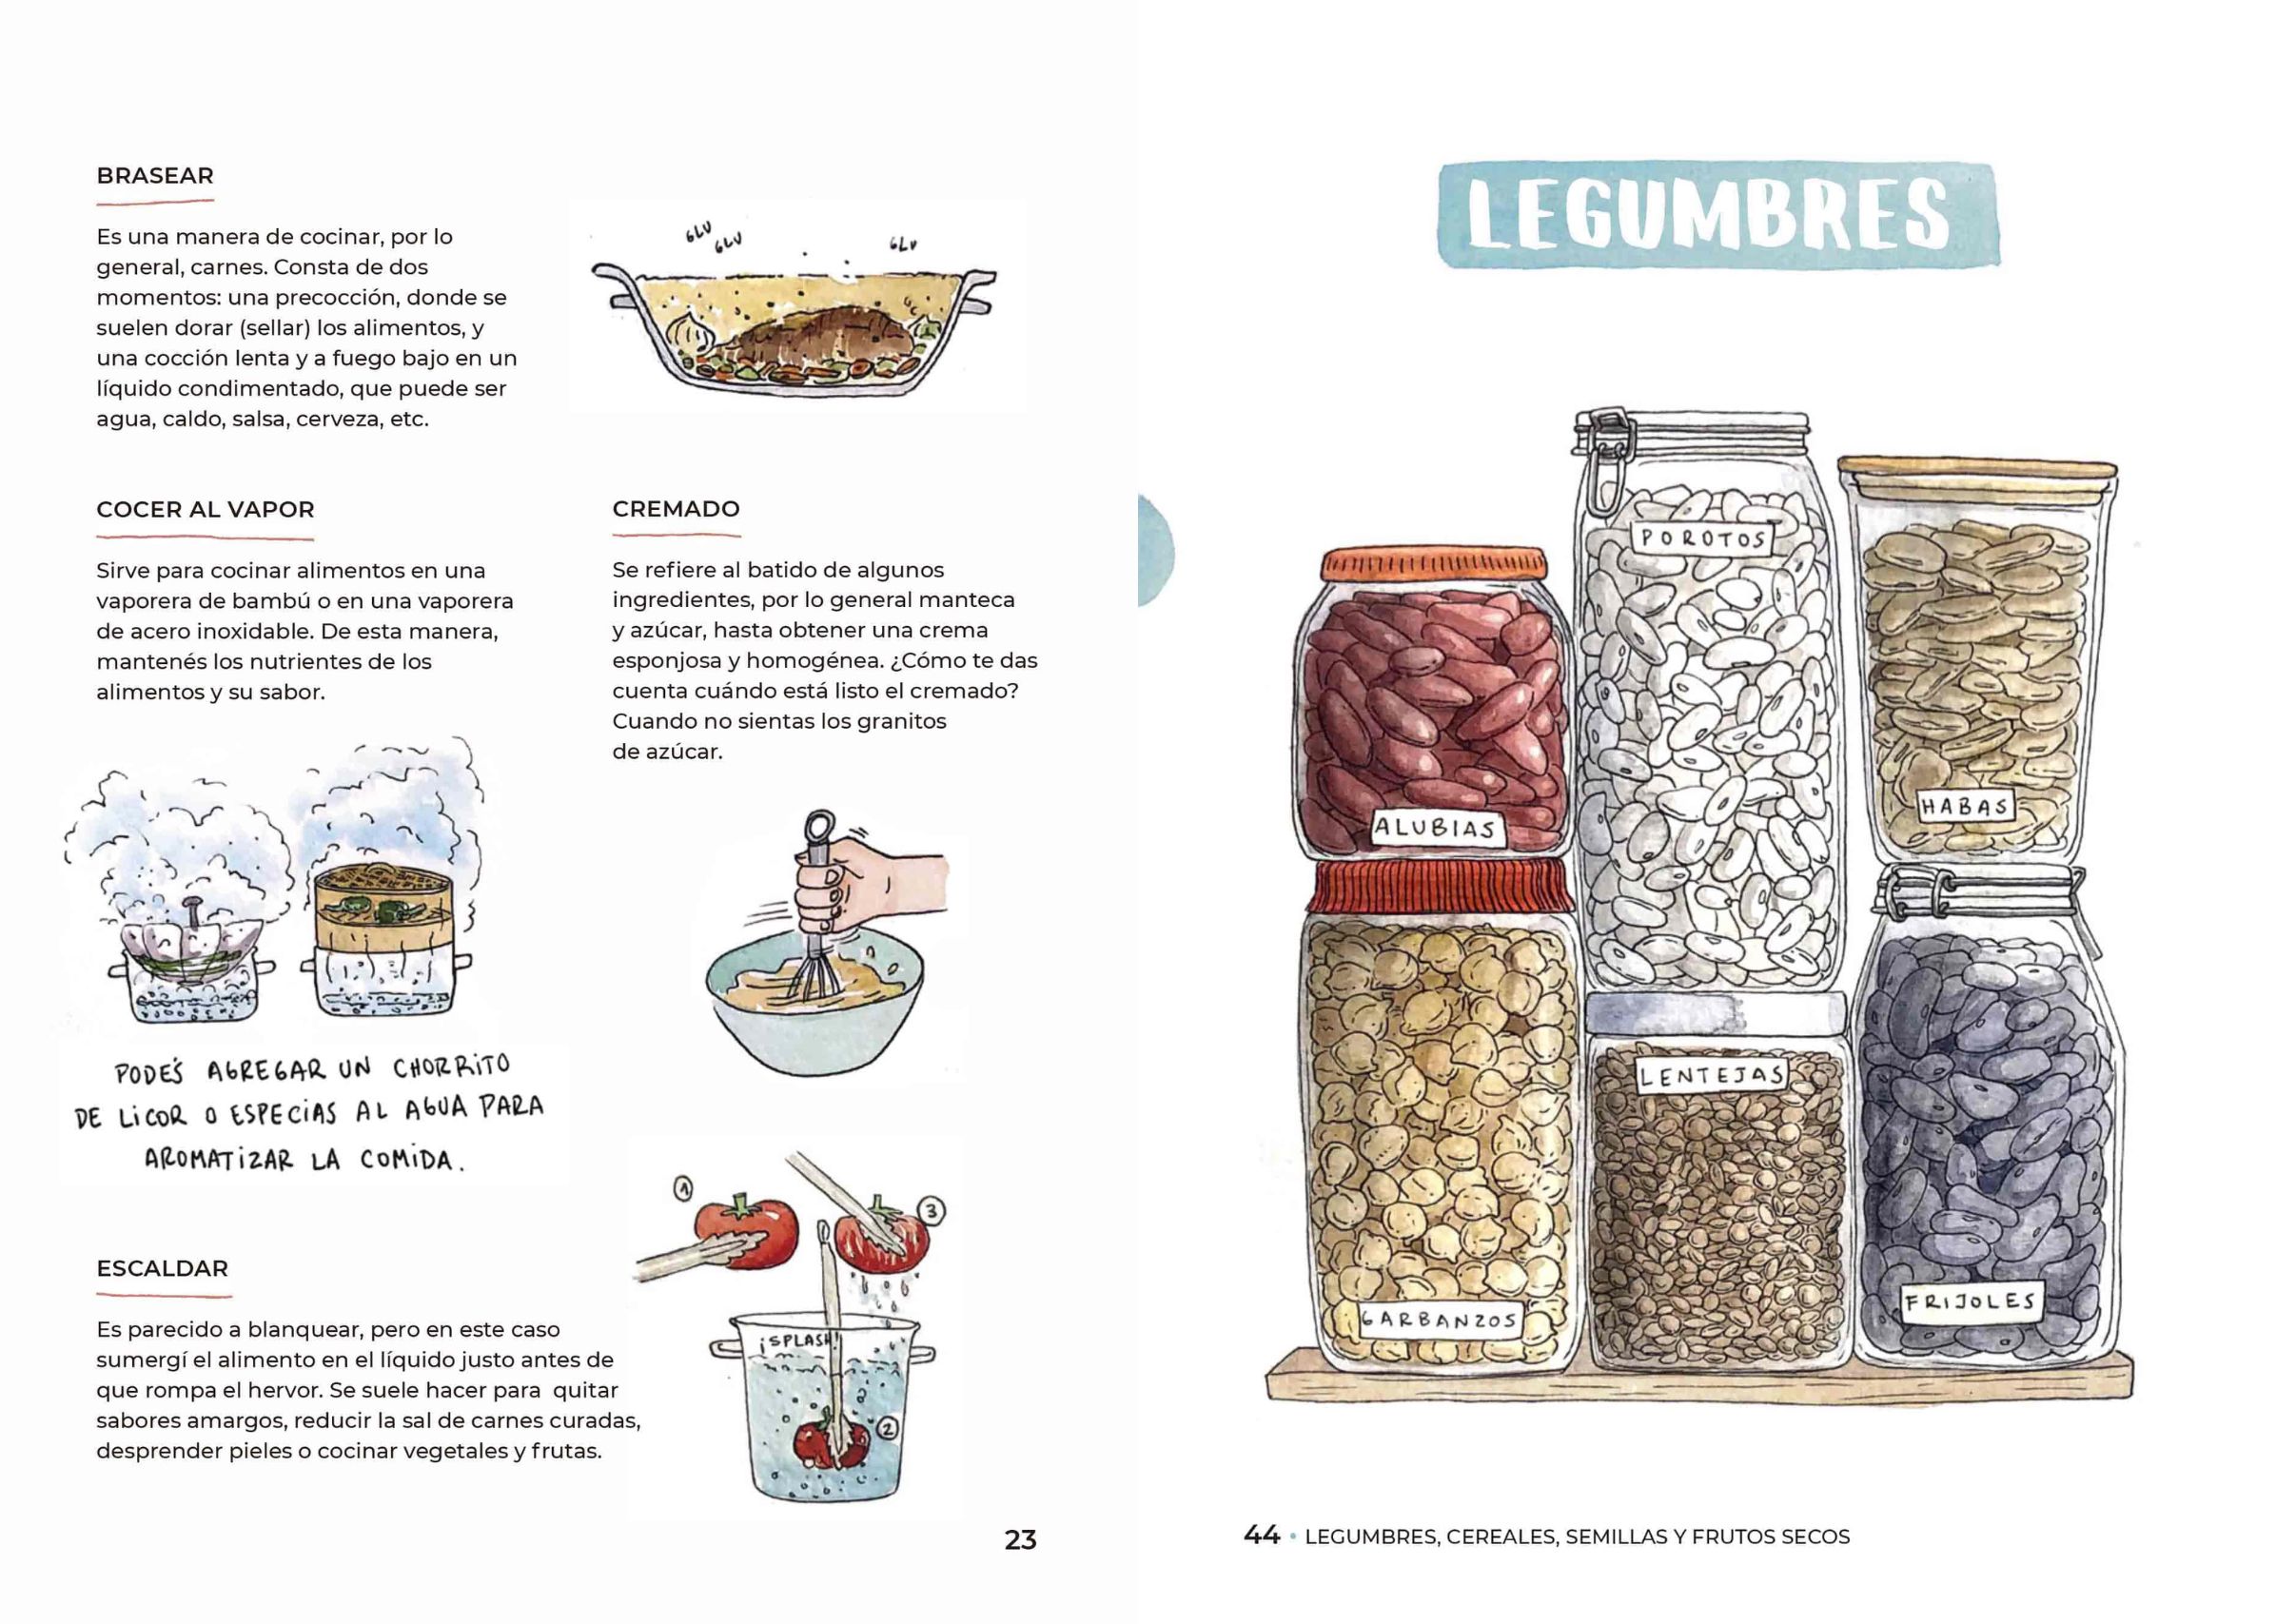 BRASEAR
Es una manera de cocinar, por lo
general, carnes. Consta de dos
momentos: una precocción, donde se
suelen dorar (sellar) los alimentos, y
una cocción lenta y a fuego bajo en un
líquido condimentado, que puede ser
agua, caldo, salsa, cerveza, etc.
GLU
GLU
GLU
COCER AL VAPOR
Sirve para cocinar alimentos en una
vaporera de bambú o en una vaporera
de acero inoxidable. De esta manera,
mantenés los nutrientes de los
alimentos y su sabor.
PODÉS AGREGAR UN CHORRITO
DE LICOR O ESPECIAS AL AGUA PARA
AROMATIZAR LA COMIDA.
CREMADO
Se refiere al batido de algunos
ingredientes, por lo general manteca
y azúcar, hasta obtener una crema
esponjosa y homogénea. ¿Cómo te das
cuenta cuándo está listo el cremado?
Cuando no sientas los granitos
de azúcar.
ESCALDAR
Es parecido a blanquear, pero en este caso
sumergí el alimento en el líquido justo antes de
que rompa el hervor. Se suele hacer para quitar
sabores amargos, reducir la sal de carnes curadas,
desprender pieles o cocinar vegetales y frutas.
1
3
¡SPLASH!
2
23
LEGUMBRES
POROTOS
HABAS
ALUBIAS
LENTEJAS
FRIJOLES
GARBANZOS
44 • LEGUMBRES, CEREALES, SEMILLAS Y FRUTOS SECOS